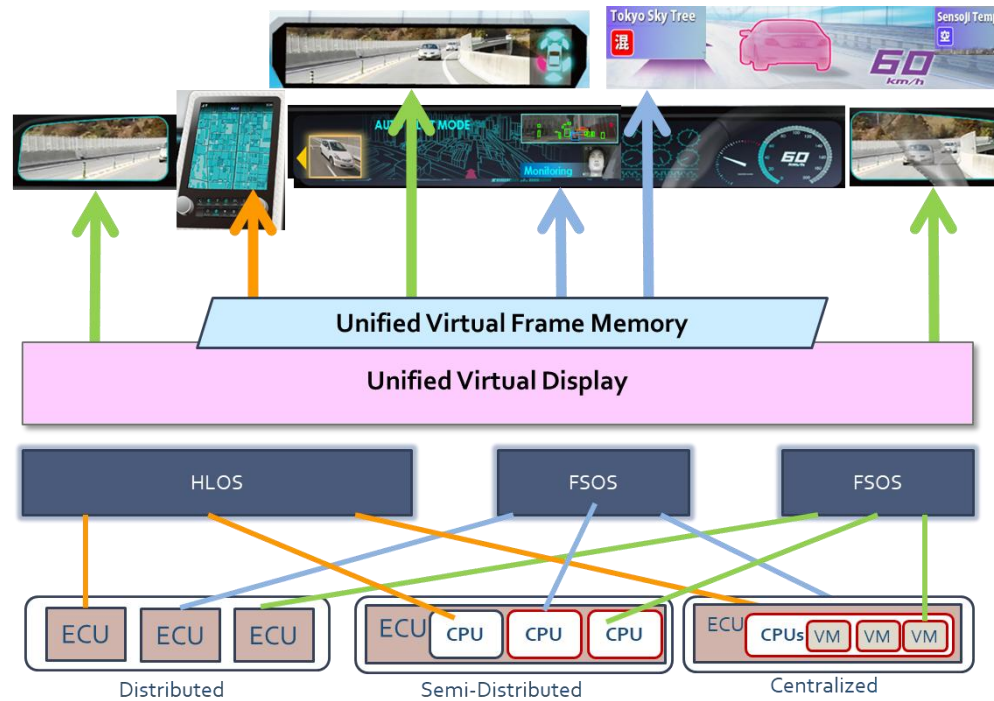 Tokyo Sky Tree
混
Sensoji Temp
空
60
km/h
MODE
Monitoring
60
Unified Virtual Frame Memory
Unified Virtual Display
HLOS
FSOS
FSOS
ECU
ECU
ECU
ECU
CPU
CPU
CPU
ECU
CPUs
VM
VM
VM
Distributed
Semi-Distributed
Centralized